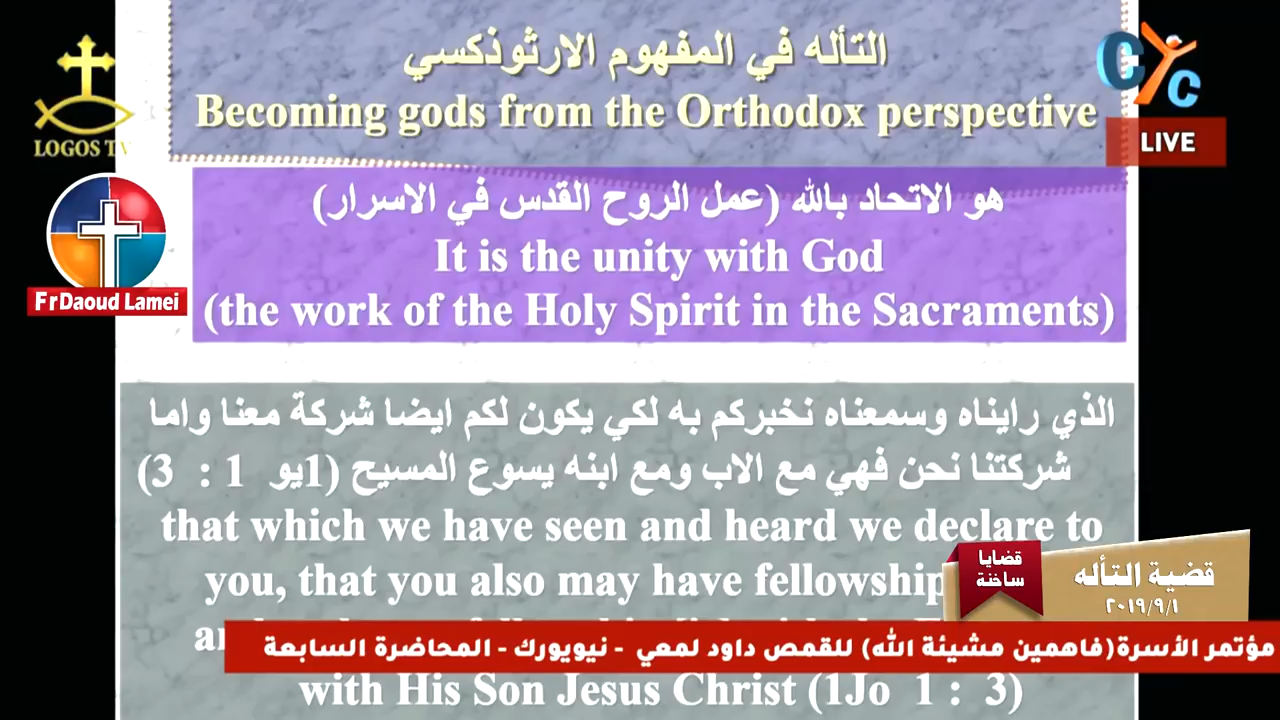 التأله في المفهوم الارثوذكسي
Becoming gods from the Orthodox perspective
هو الاتحاد بالله (عمل الروح القدس في الاسرار)
It is the unity with God
(the work of the Holy Spirit in the Sacraments)
الذي رايناه وسمعناه نخبركم به لكي يكون لكم ايضا شركة معنا واما
شركتنا نحن فهي مع الاب ومع ابنه يسوع المسيح (1يو 1 : 3)
that which we have seen and heard we declare to
you, that you also may have fellowship
with His Son Jesus Christ (1Jo 1 : 3)
LOGOS TV
FrDaoud Lamei
CYC
LIVE
قضايا
ساخنة
قضية التأله
٢٠١٩/٩/١
مؤتمر الأسرة(فاهمين مشيئة الله) للقمص داود لمعي - نيويورك - المحاضرة السابعة